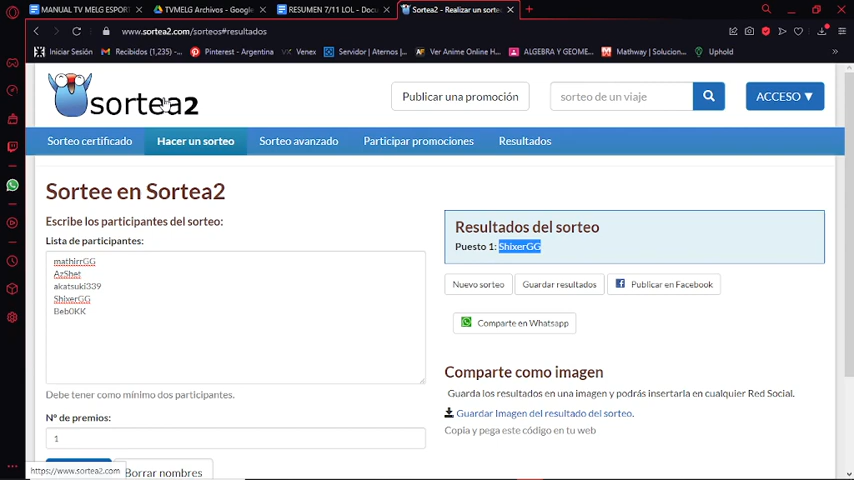 MANUAL TV MELG ESPORT
TVMELG Archivos - Google
RESUMEN 7/11 LOL - Docu
Sortea2 - Realizar un sorte
www.sortea2.com/sorteos#resultados
Iniciar Sesión
Recibidos (1,235) -
Pinterest - Argentina
Venex
Servidor | Aternos |
Ver Anime Online H...
ALGEBRA Y GEOME...
Mathway | Solucion...
Uphold
sortea2
Publicar una promoción
sorteo de un viaje
ACCESO ▼
Sorteo certificado
Hacer un sorteo
Sorteo avanzado
Participar promociones
Resultados
Sortee en Sortea2
Escribe los participantes del sorteo:
Lista de participantes:
mathirrGG
AzShet
akatsuki339
ShixerGG
Beb0KK
Debe tener como mínimo dos participantes.
Nº de premios:
1
Borrar nombres
Resultados del sorteo
Puesto 1: ShixerGG
Nuevo sorteo
Guardar resultados
Publicar en Facebook
Comparte en Whatsapp
Comparte como imagen
Guarda los resultados en una imagen y podrás insertarla en cualquier Red Social.
Guardar Imagen del resultado del sorteo.
Copia y pega este código en tu web
https://www.sortea2.com